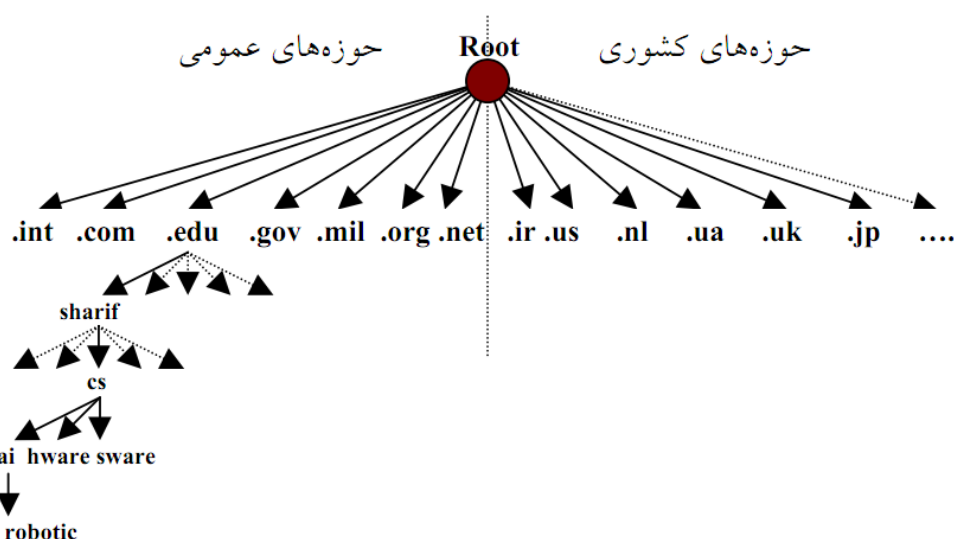 حوزه‌های عمومی Root حوزه‌های کشوری
.int .com .edu .gov .mil .org .net .ir .us .nl .ua .uk .jp ....
sharif
cs
ai hware sware
robotic